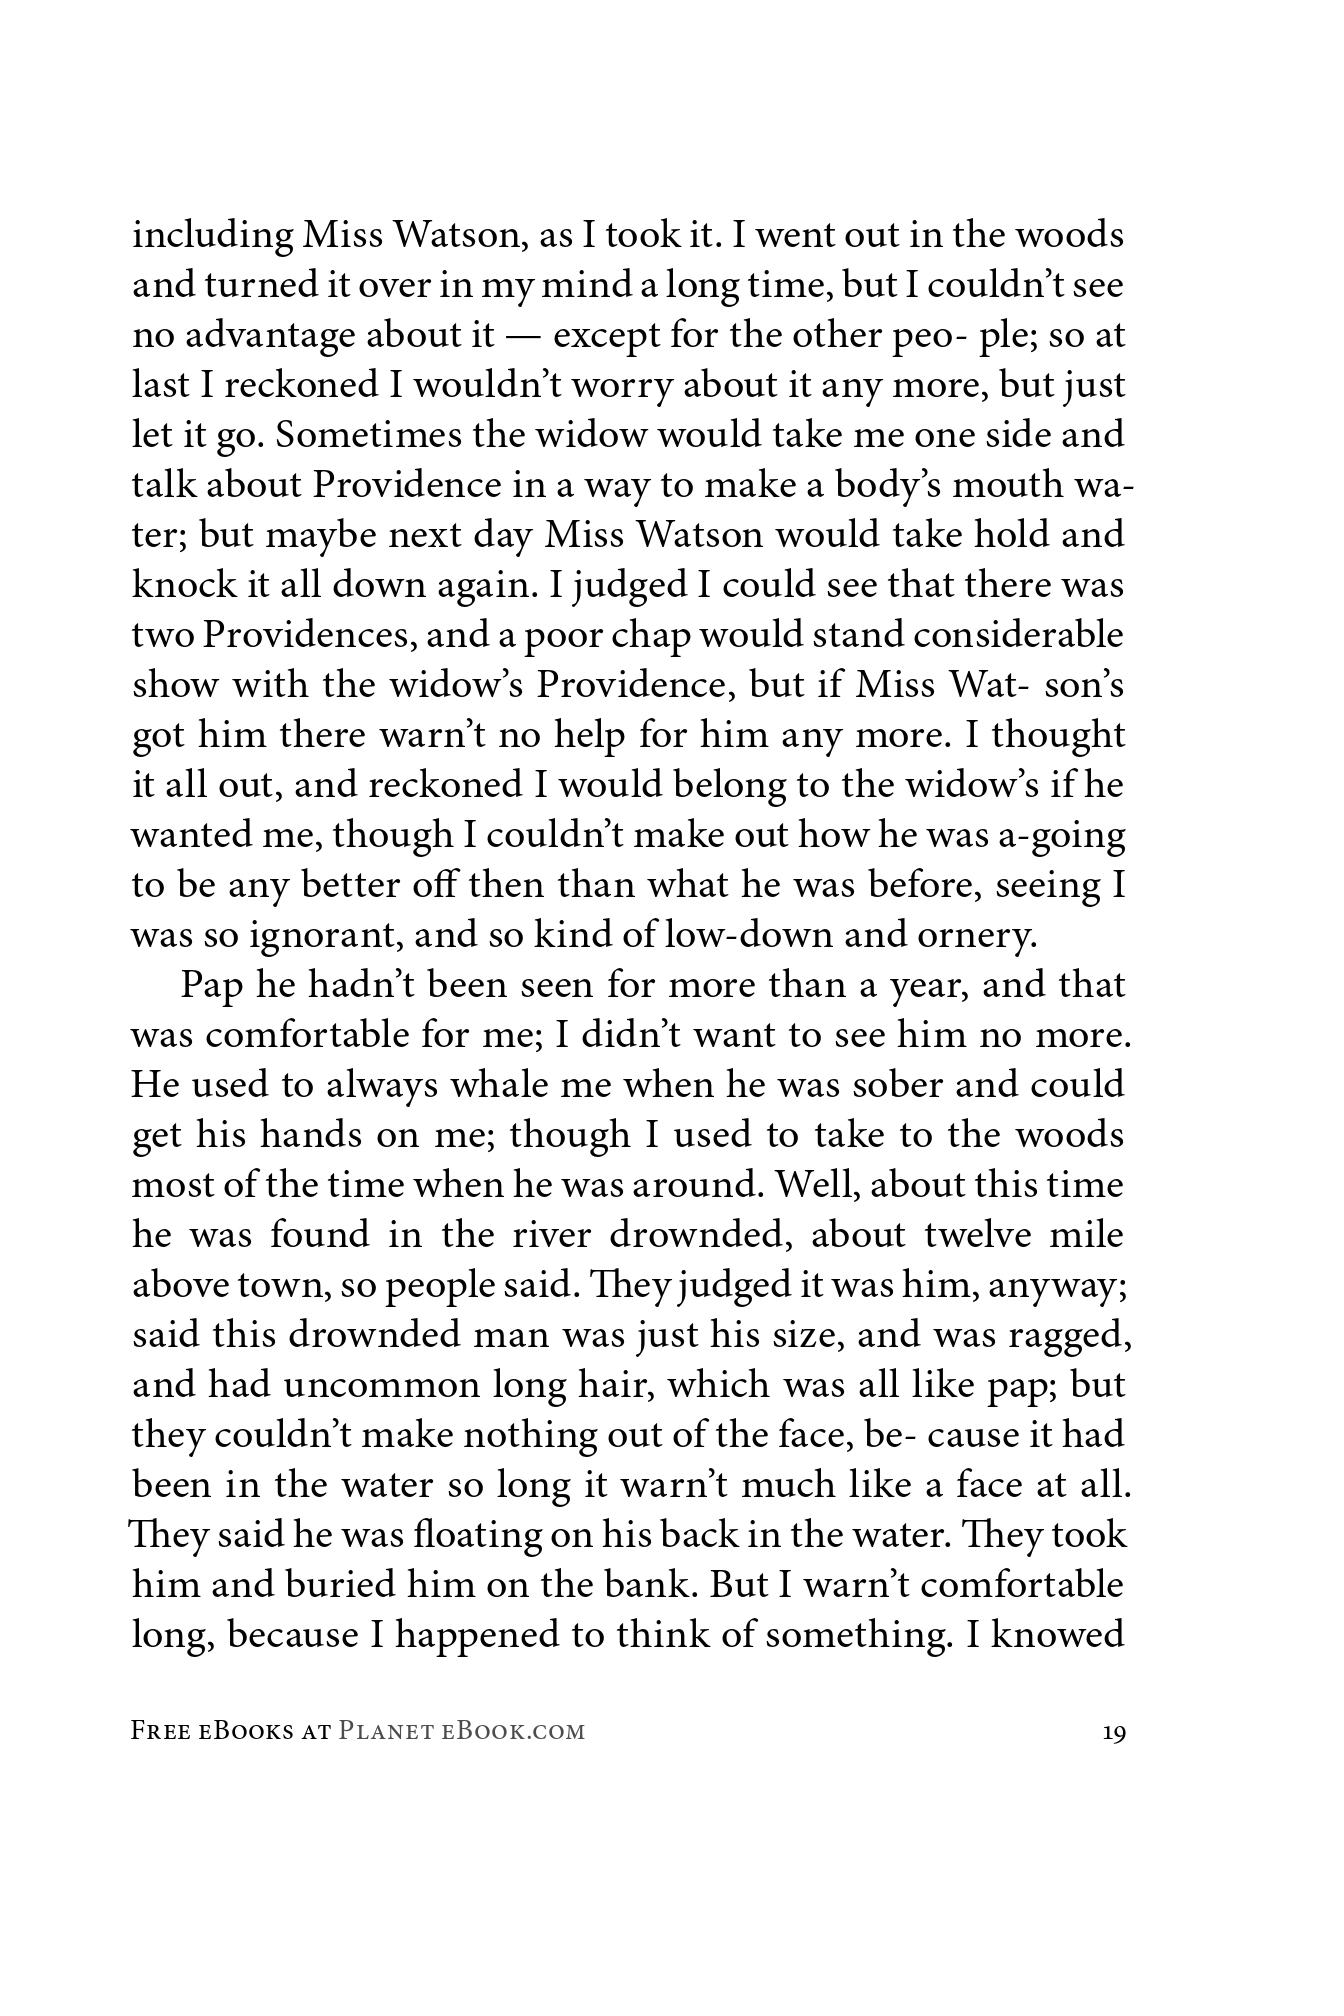 including Miss Watson, as I took it. I went out in the woods
and turned it over in my mind a long time, but I couldn’t see
no advantage about it — except for the other peo- ple; so at
last I reckoned I wouldn’t worry about it any more, but just
let it go. Sometimes the widow would take me one side and
talk about Providence in a way to make a body’s mouth wa-
ter; but maybe next day Miss Watson would take hold and
knock it all down again. I judged I could see that there was
two Providences, and a poor chap would stand considerable
show with the widow’s Providence, but if Miss Wat- son’s
got him there warn’t no help for him any more. I thought
it all out, and reckoned I would belong to the widow’s if he
wanted me, though I couldn’t make out how he was a-going
to be any better off then than what he was before, seeing I
was so ignorant, and so kind of low-down and ornery.
Pap he hadn’t been seen for more than a year, and that
was comfortable for me; I didn’t want to see him no more.
He used to always whale me when he was sober and could
get his hands on me; though I used to take to the woods
most of the time when he was around. Well, about this time
he was found in the river drownded, about twelve mile
above town, so people said. They judged it was him, anyway;
said this drownded man was just his size, and was ragged,
and had uncommon long hair, which was all like pap; but
they couldn’t make nothing out of the face, be- cause it had
been in the water so long it warn’t much like a face at all.
They said he was floating on his back in the water. They took
him and buried him on the bank. But I warn’t comfortable
long, because I happened to think of something. I knowed
Free eBooks at Planet eBook.com 19